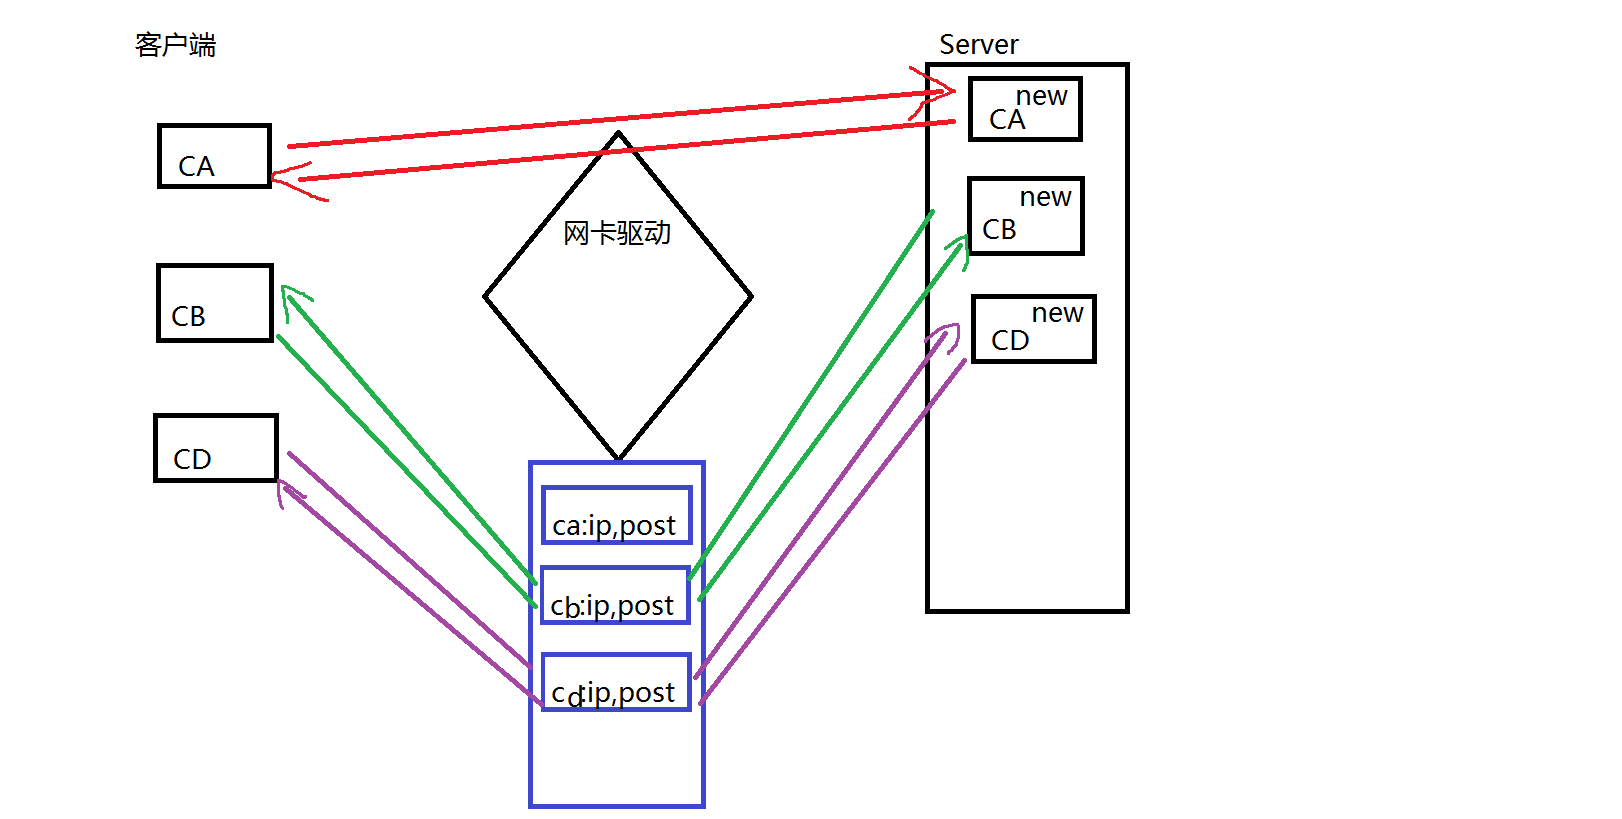 客户端
Server
CA
网卡驱动
new
CA
CB
new
CB
CD
new
CD
ca:ip,post
cb:ip,post
cd:ip,post